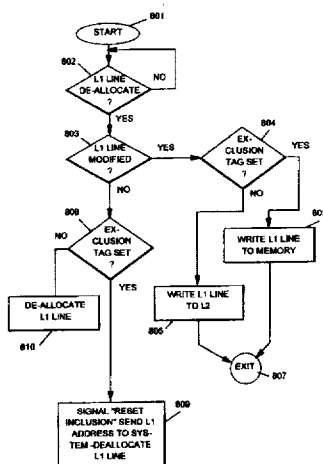 801
START
802
L1 LINE
DE-ALLOCATE
?
NO
YES
803
L1 LINE
MODIFIED
?
YES
804
EX-
CLUSION
TAG SET
?
YES
NO
NO
808
EX-
CLUSION
TAG SET
?
YES
WRITE L1 LINE
TO MEMORY
WRITE L1 LINE
TO L2
805
DE-ALLOCATE
L1 LINE
810
EXIT
807
809
SIGNAL "RESET
INCLUSION" SEND L1
ADDRESS TO SYS-
TEM -DEALLOCATE
L1 LINE